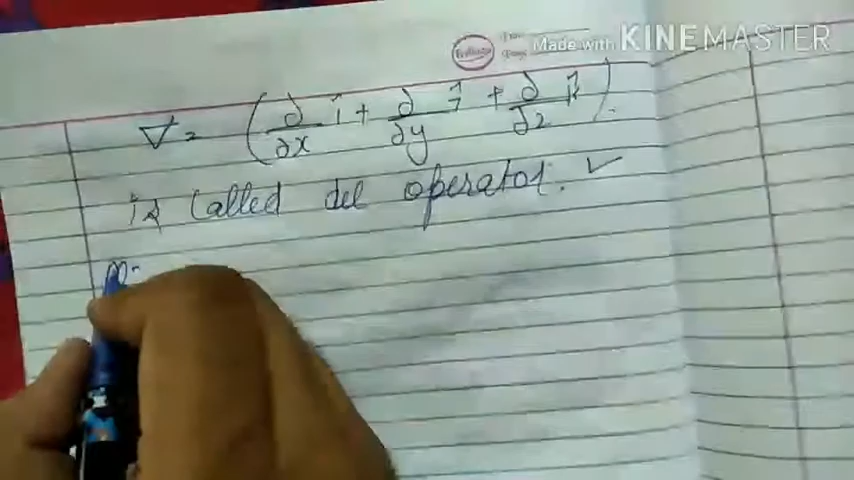 Made with KINEMASTER
∇ = (∂/∂x î + ∂/∂y ĵ + ∂/∂z k̂).
is called del operator. ✓